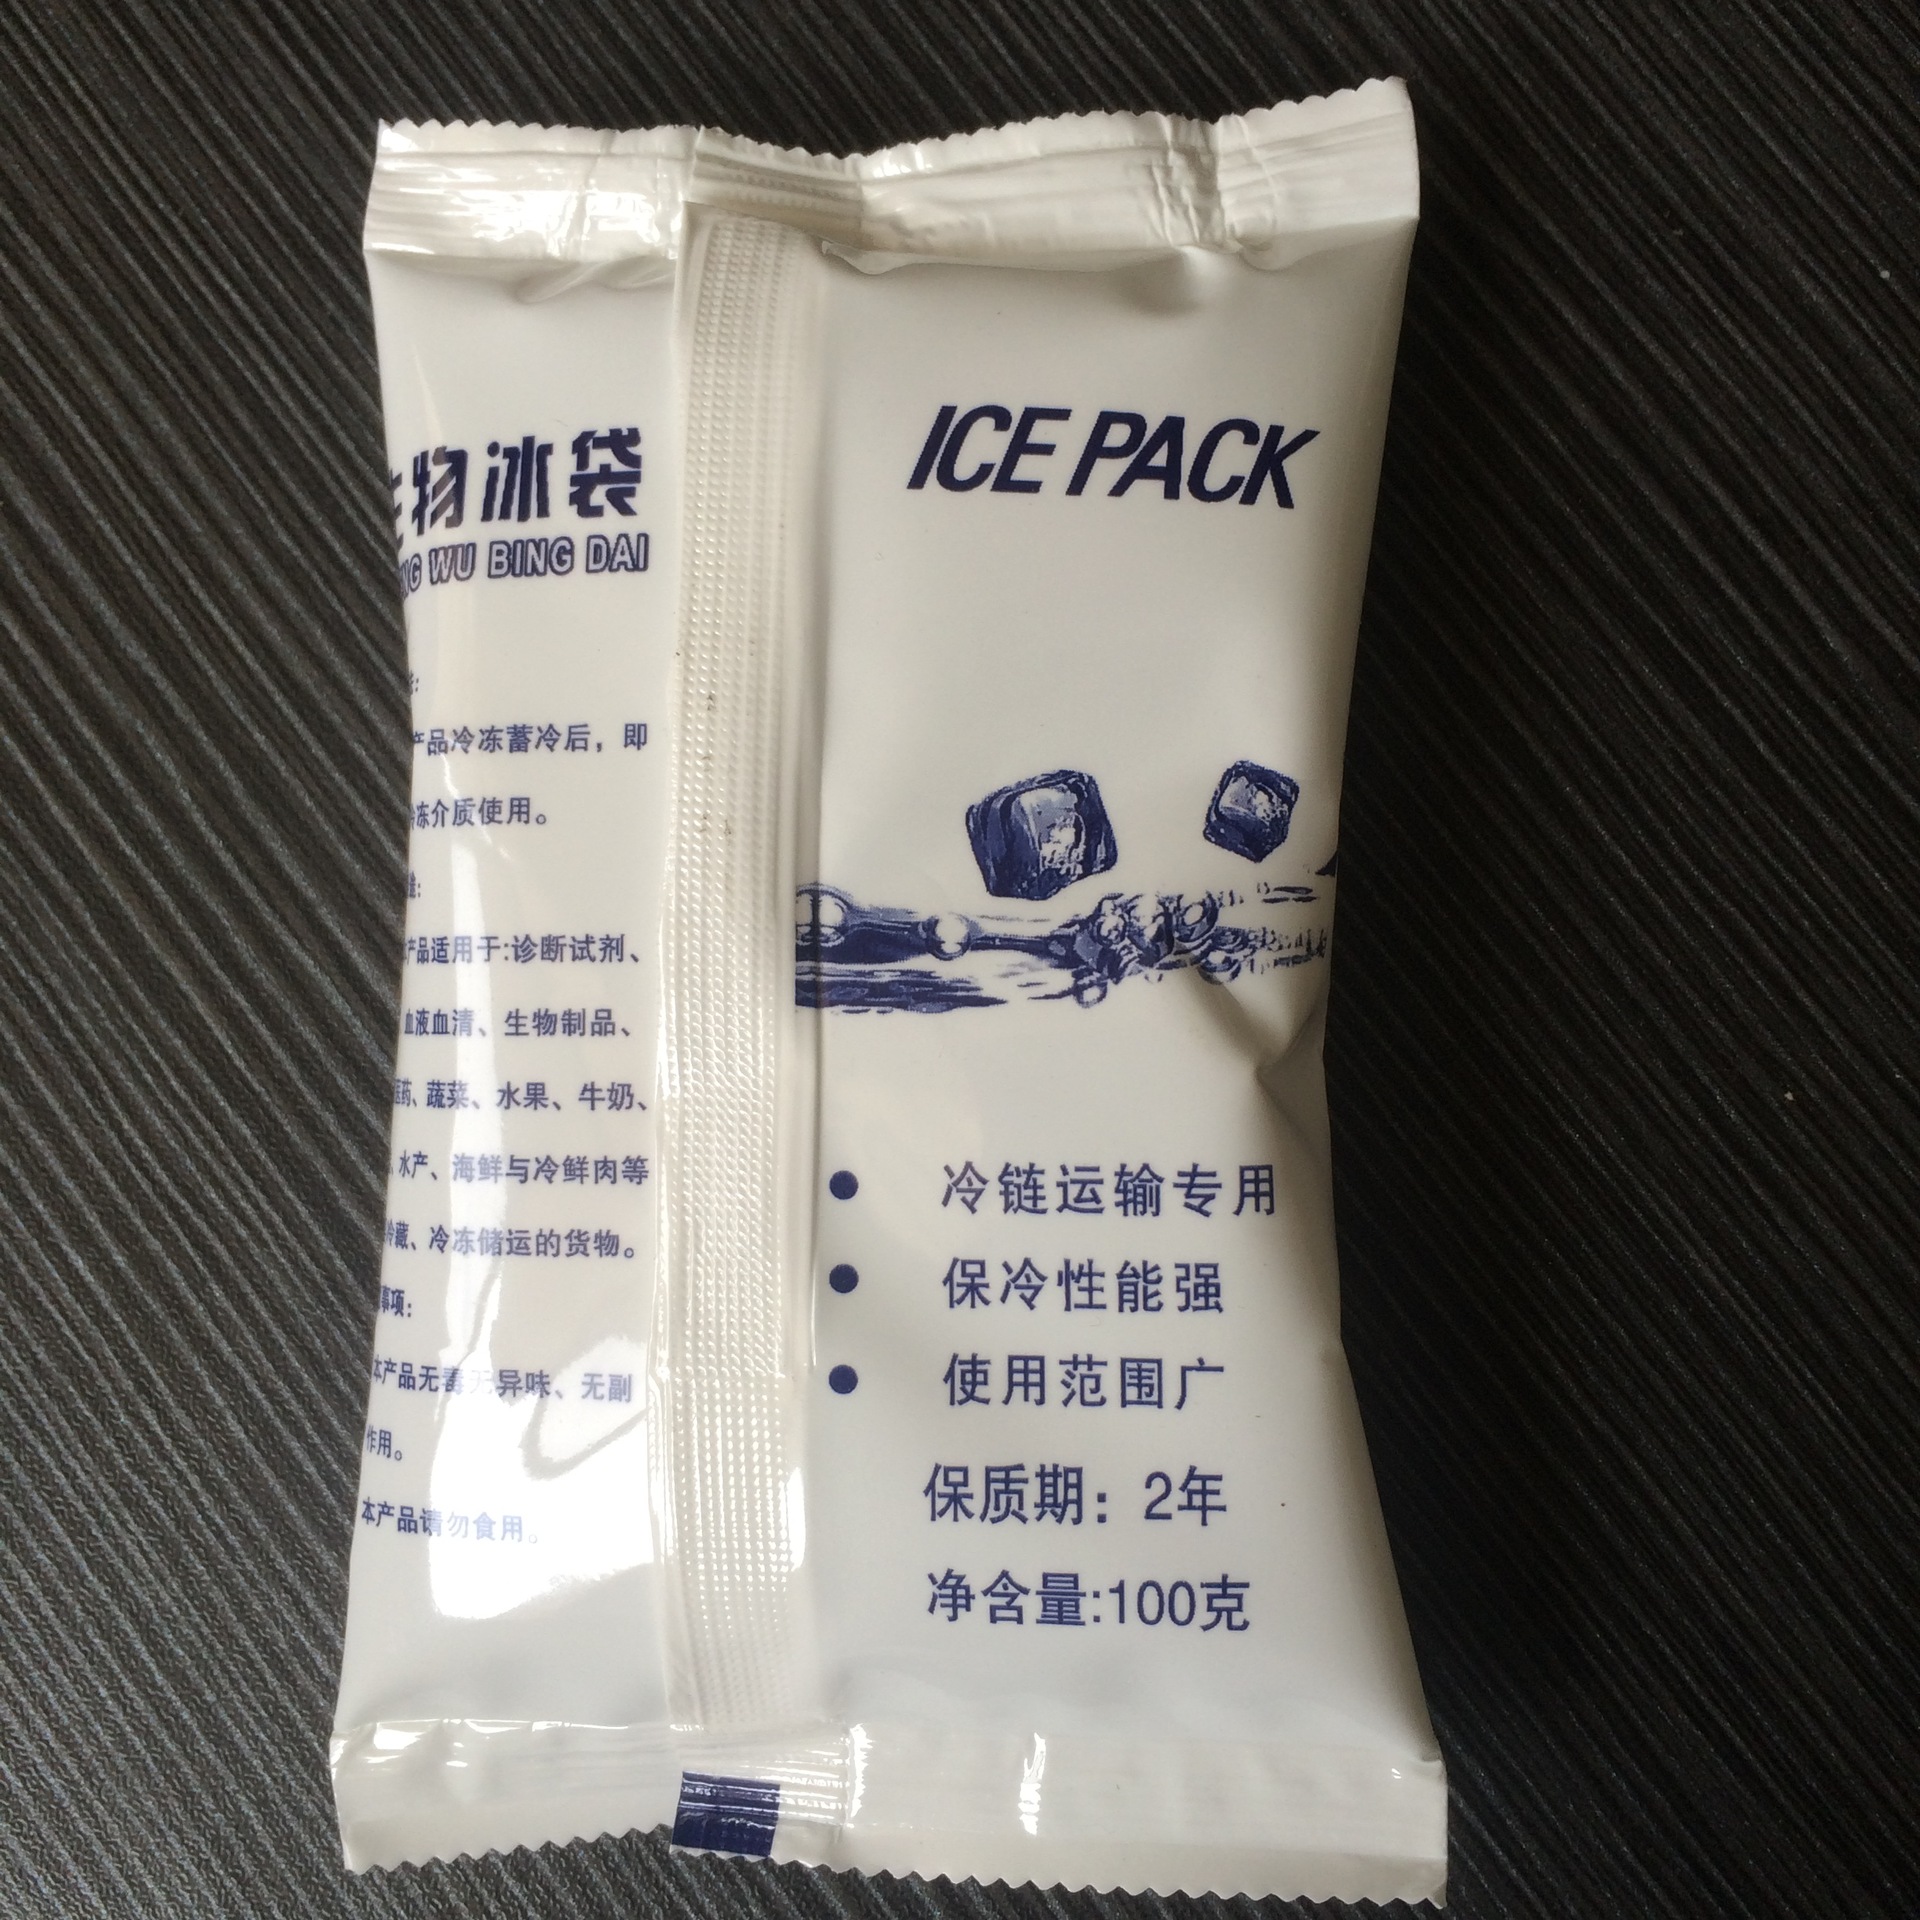 物冰袋
WU BING DAI
产品冷冻蓄冷后，即
冷冻介质使用。
产品适用于:诊断试剂、
血液血清、生物制品、
医药、蔬菜、水果、牛奶、
水产、海鲜与冷鲜肉等
冷藏、冷冻储运的货物。
事项:
本产品无毒无异味、无副
作用。
本产品请勿食用。
ICE PACK
● 冷链运输专用
● 保冷性能强
● 使用范围广
保质期：2年
净含量:100克